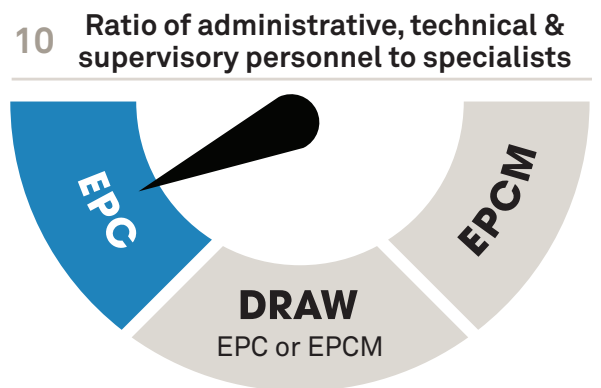 10
Ratio of administrative, technical &
supervisory personnel to specialists
EPC
DRAW
EPC or EPCM
EPCM